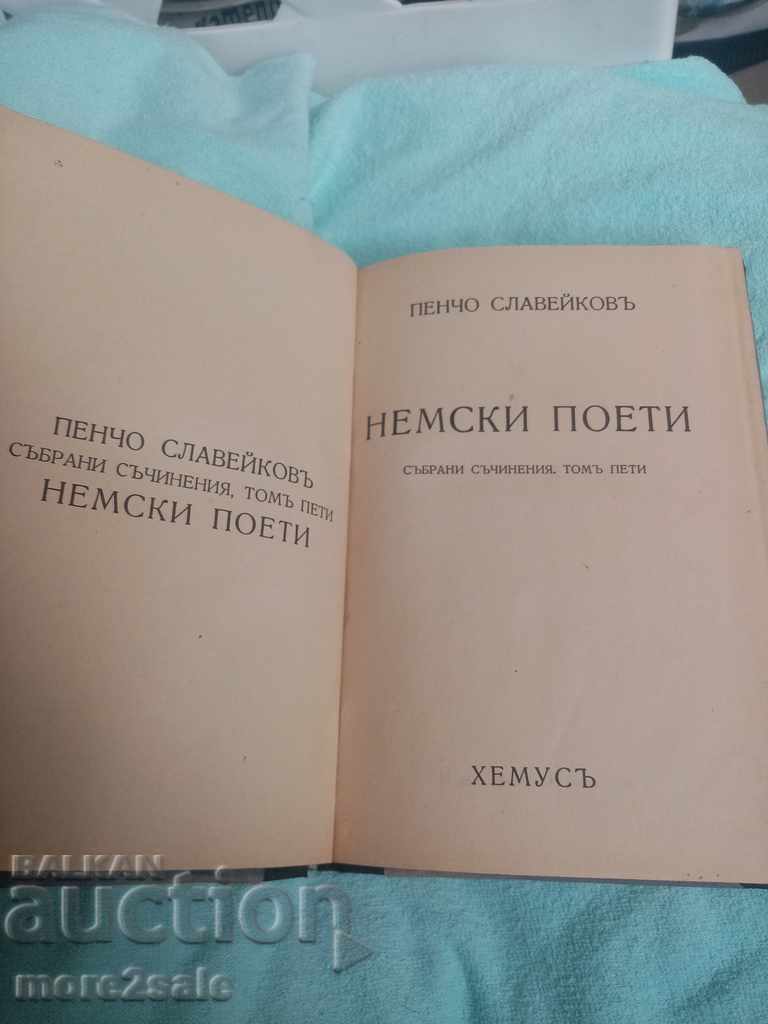 ПЕНЧО СЛАВЕЙКОВЪ
СЪБРАНИ СЪЧИНЕНИЯ, ТОМЪ ПЕТИ
НЕМСКИ ПОЕТИ
ПЕНЧО СЛАВЕЙКОВЪ
НЕМСКИ ПОЕТИ
СЪБРАНИ СЪЧИНЕНИЯ. ТОМЪ ПЕТИ
ХЕМУСЪ
BALKAN
auction
more2sale